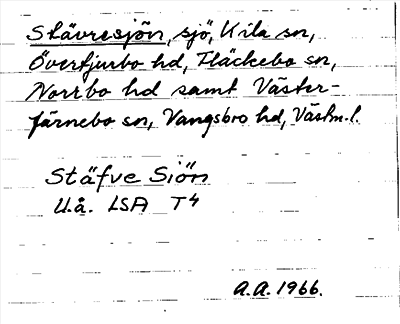 Stävresjön, sjö, Kila sn,
Övertjurbo hd, Fläckebo sn,
Norrbo hd samt Väster-
färnebo sn, Vangsbro hd, Västm.l.
Stäfve Siön
U.å. LSA T4
A.A. 1966.